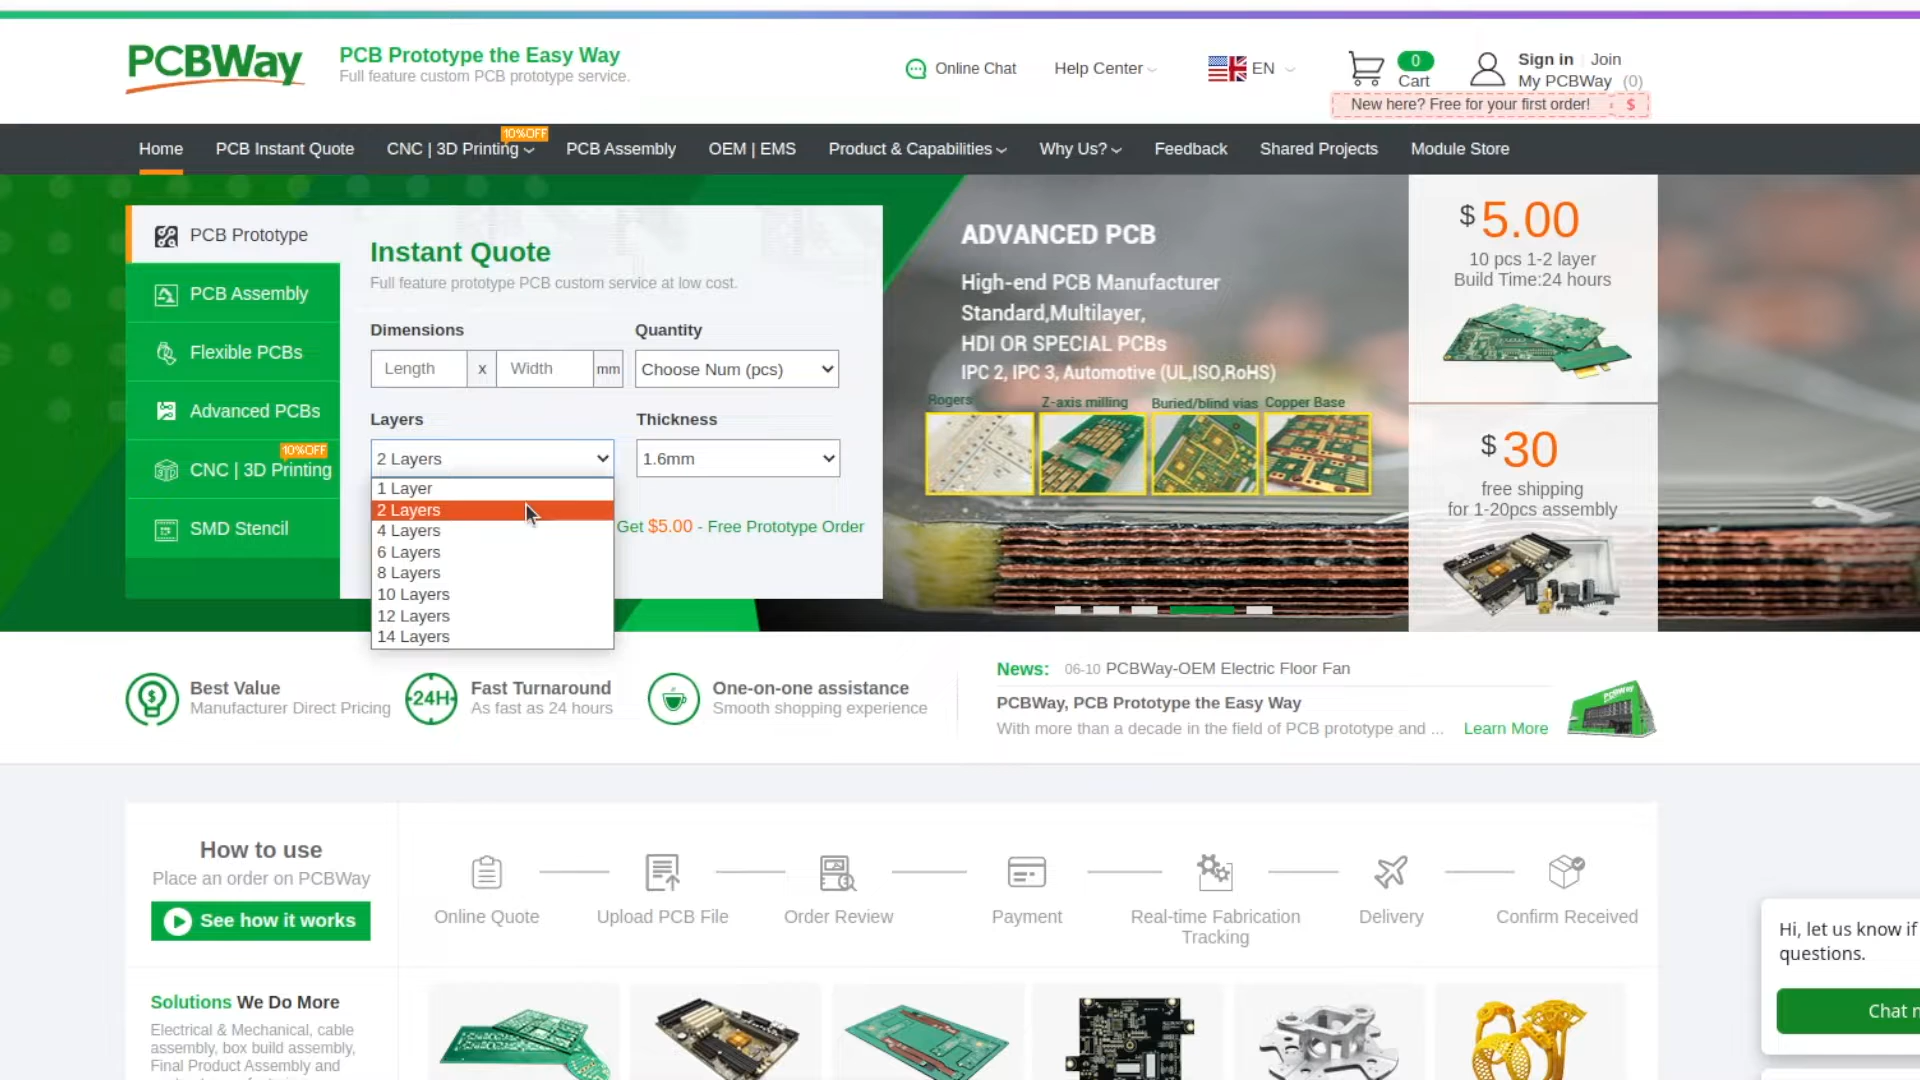 PCBWay
PCB Prototype the Easy Way
Full feature custom PCB prototype service.
Online Chat
Help Center
EN
0
Cart
Sign in | Join
My PCBWay (0)
New here? Free for your first order! $
Home
PCB Instant Quote
CNC | 3D Printing
10%OFF
PCB Assembly
OEM | EMS
Product & Capabilities
Why Us?
Feedback
Shared Projects
Module Store
PCB Prototype
PCB Assembly
Flexible PCBs
Advanced PCBs
10%OFF
CNC | 3D Printing
SMD Stencil
Instant Quote
Full feature prototype PCB custom service at low cost.
Dimensions
Quantity
Length x Width mm
Choose Num (pcs)
Layers
Thickness
2 Layers
1.6mm
1 Layer
2 Layers
4 Layers
6 Layers
8 Layers
10 Layers
12 Layers
14 Layers
Get $5.00 - Free Prototype Order
ADVANCED PCB
High-end PCB Manufacturer
Standard,Multilayer,
HDI OR SPECIAL PCBs
IPC 2, IPC 3, Automotive (UL,ISO,RoHS)
Rogers
Z-axis milling
Buried/blind vias
Copper Base
$5.00
10 pcs 1-2 layer
Build Time:24 hours
$30
free shipping
for 1-20pcs assembly
Best Value
Manufacturer Direct Pricing
24H
Fast Turnaround
As fast as 24 hours
One-on-one assistance
Smooth shopping experience
News: 06-10 PCBWay-OEM Electric Floor Fan
PCBWay, PCB Prototype the Easy Way
With more than a decade in the field of PCB prototype and ... Learn More
PCBWay
How to use
Place an order on PCBWay
See how it works
Online Quote
Upload PCB File
Order Review
Payment
Real-time Fabrication
Tracking
Delivery
Confirm Received
Solutions We Do More
Electrical & Mechanical, cable
assembly, box build assembly,
Final Product Assembly and
Hi, let us know if
questions.
Chat